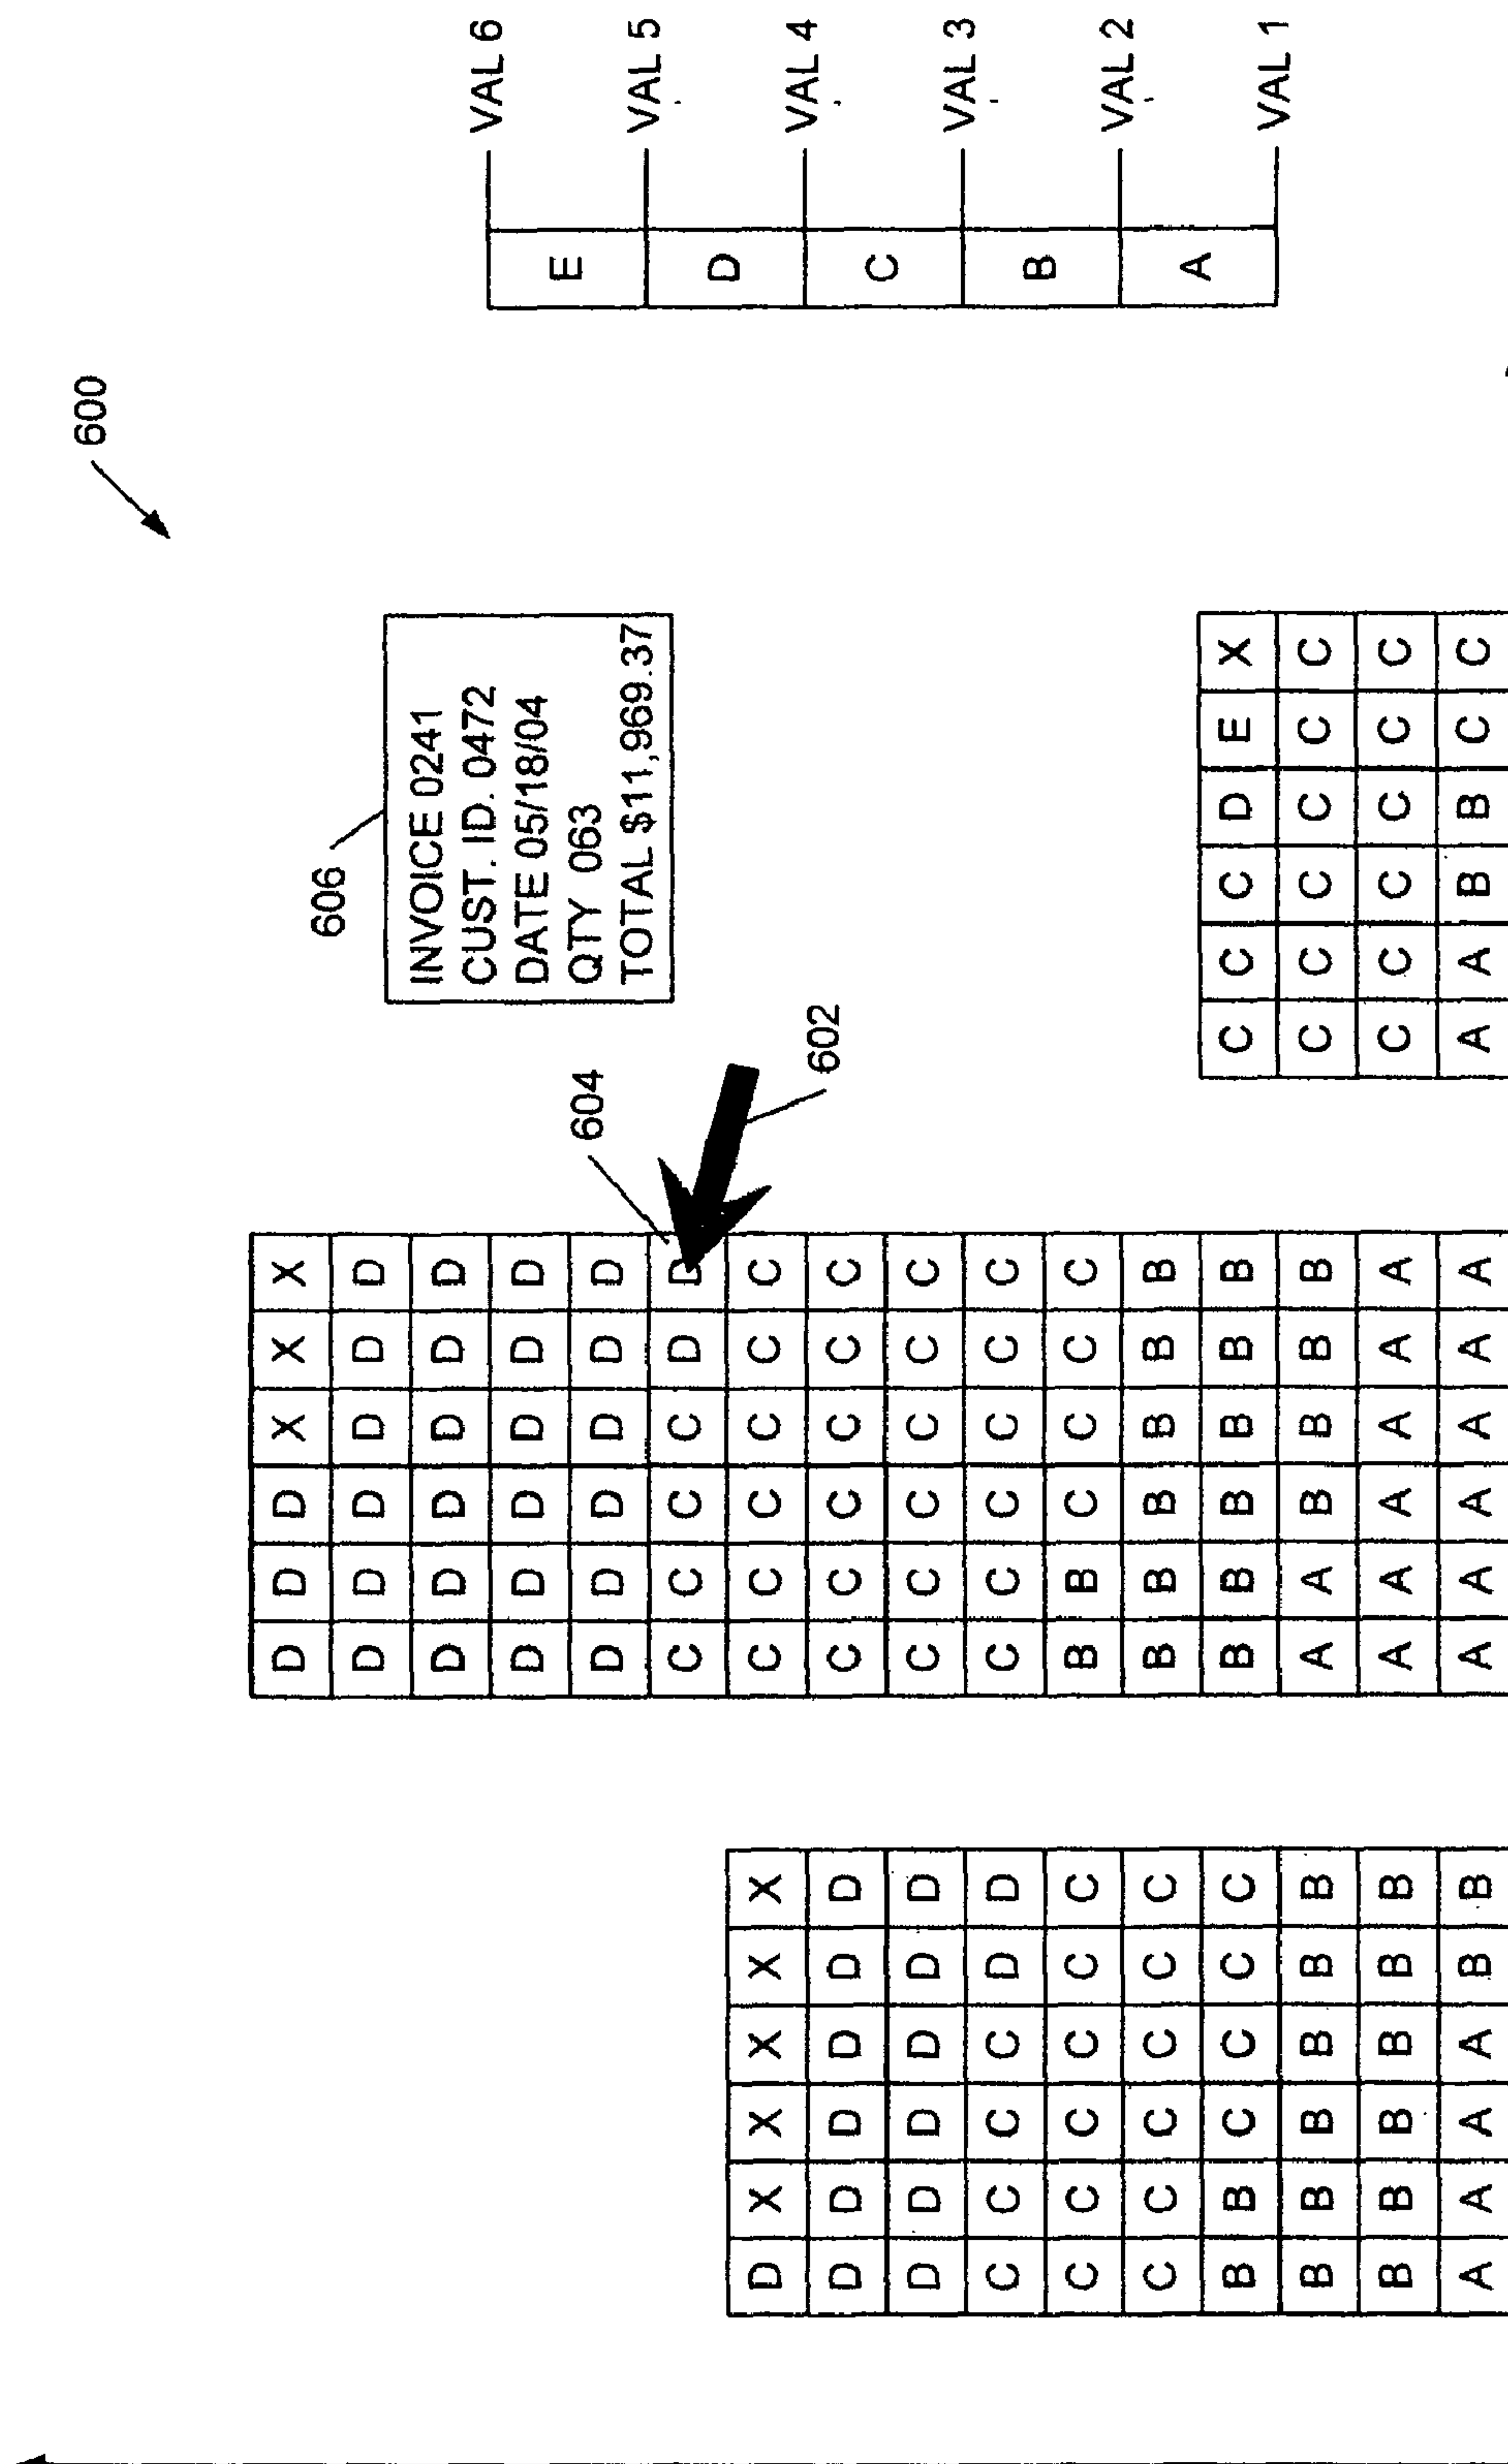 600
606
INVOICE 0241
CUST. ID. 0472
DATE 05/18/04
QTY 063
TOTAL $11,969.37
604
602
D X X X X X
D D D D D D
D D D D D D
C C C C D D
C C C C C C
C C C C C C
B B C C C C
B B B B B B
B B B B B B
A A A A B B
D D D X X X
D D D D D D
D D D D D D
D D D D D D
D D D D D D
C C C C D D
C C C C C C
C C C C C C
C C C C C C
C C C C C C
B B C C C C
B B B B B B
B B B B B B
A A B B B B
A A A A A A
A A A A A A
C C C D E X
C C C C C C
C C C C C C
A A B B C C
VAL 6
E
VAL 5
D
VAL 4
C
VAL 3
B
VAL 2
A
VAL 1